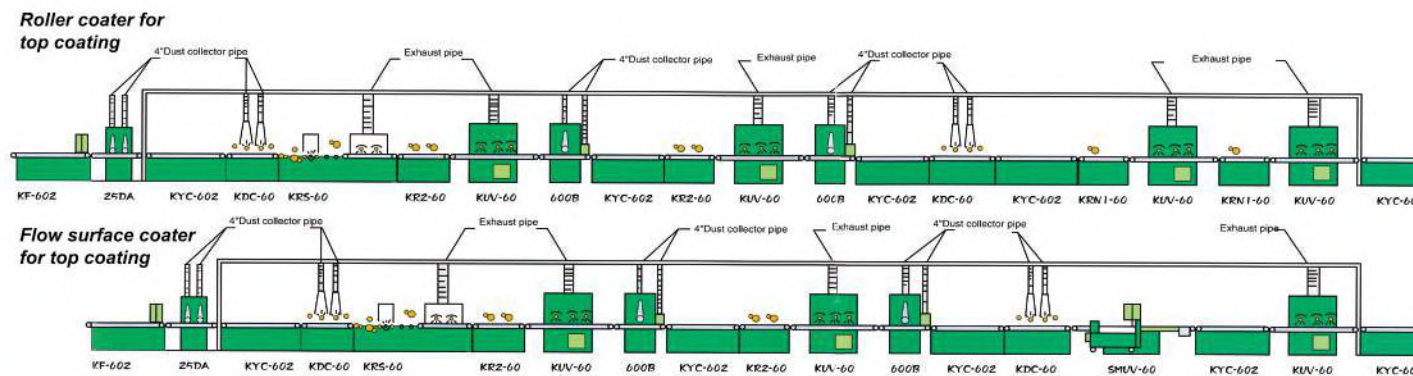 Roller coater for
top coating
4"Dust collector pipe
Exhaust pipe
4"Dust collector pipe
Exhaust pipe
4"Dust collector pipe
Exhaust pipe
KF-602
25DA
KYC-602
KDC-60
KRS-60
KR2-60
KUV-60
600B
KYC-602
KR2-60
KUV-60
600B
KYC-602
KDC-60
KYC-602
KRN1-60
KUV-60
KRN1-60
KUV-60
KYC-60
Flow surface coater
for top coating
4"Dust collector pipe
Exhaust pipe
4"Dust collector pipe
Exhaust pipe
4"Dust collector pipe
Exhaust pipe
KF-602
25DA
KYC-602
KDC-60
KRS-60
KR2-60
KUV-60
600B
KYC-602
KR2-60
KUV-60
600B
KYC-602
KDC-60
SMUV-60
KYC-602
KUV-60
KYC-60